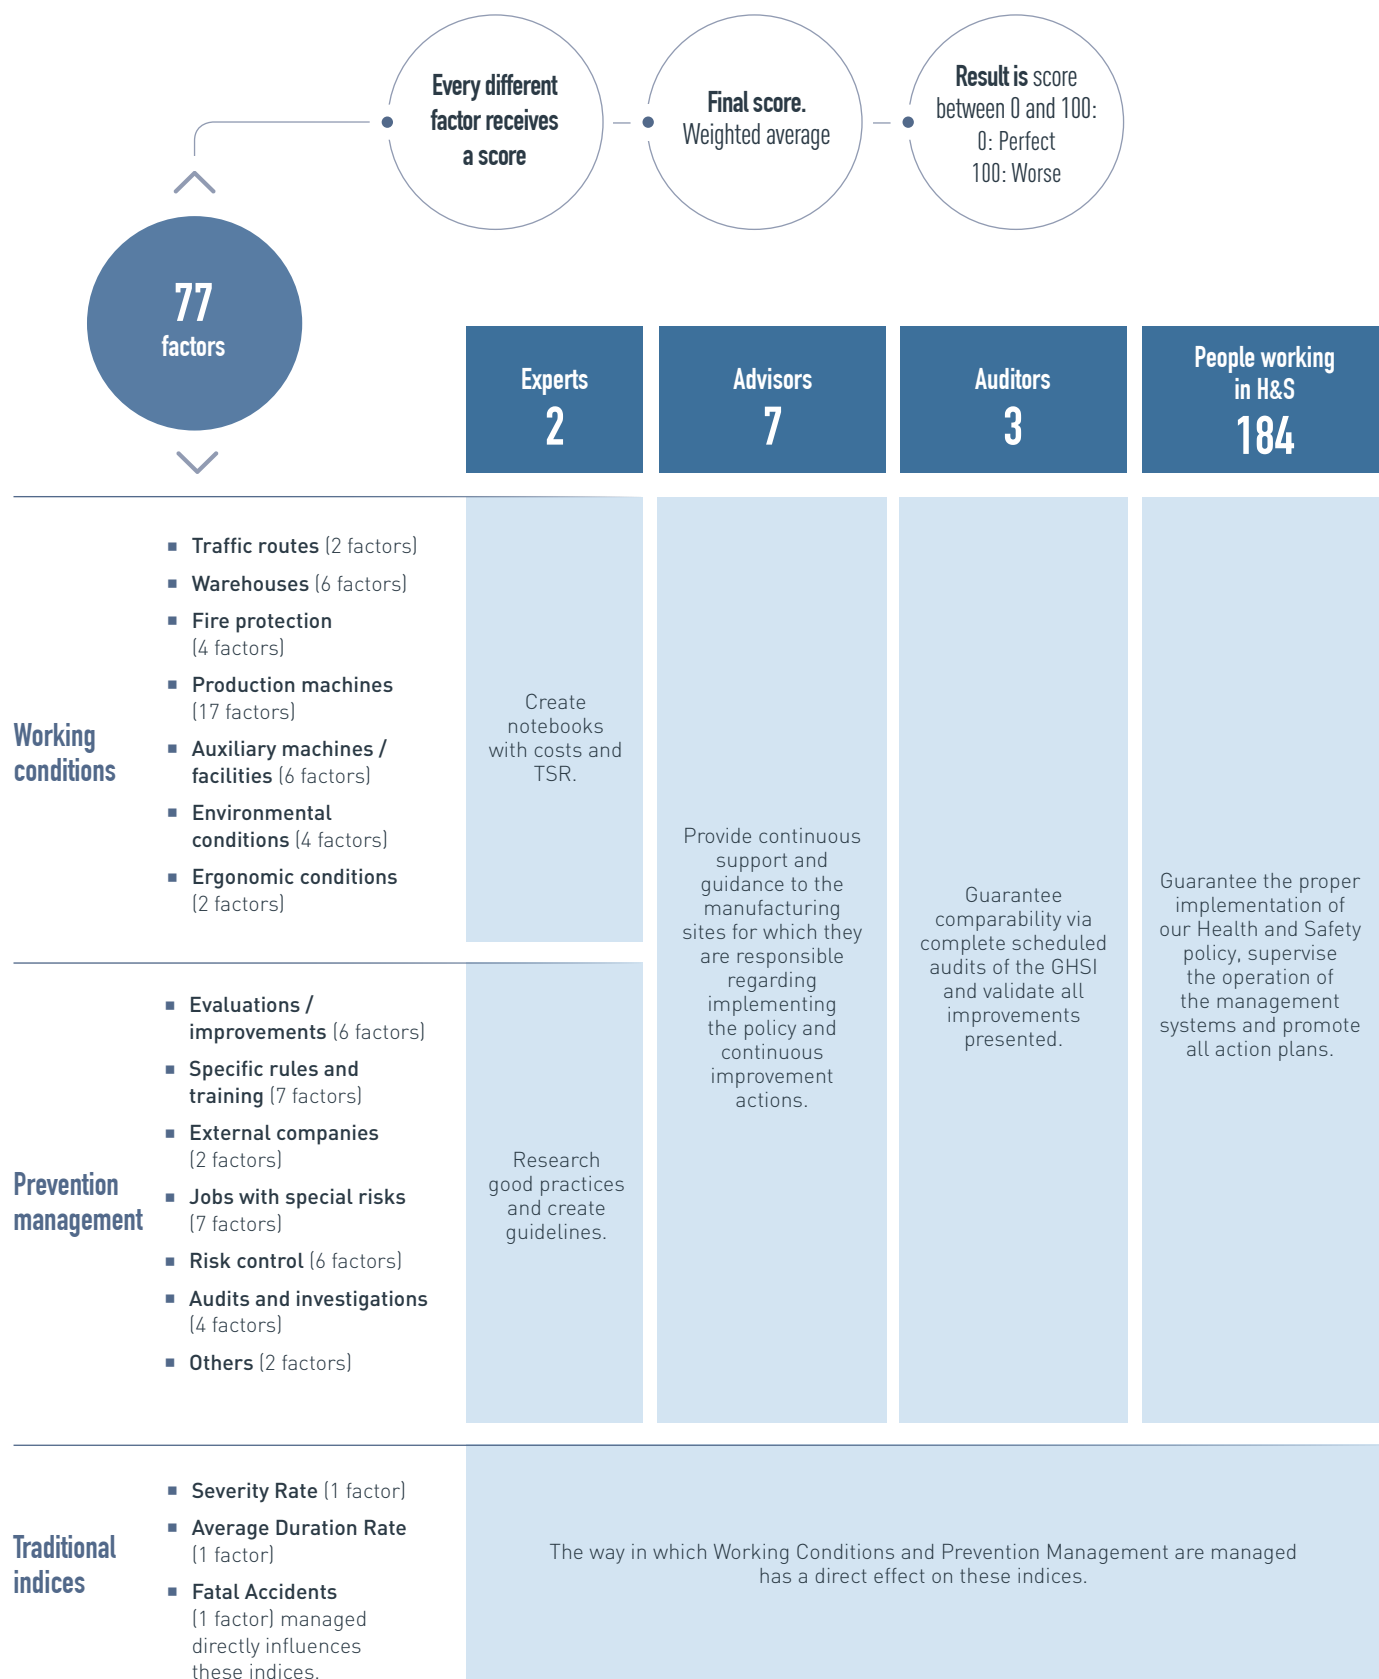 Every different
factor receives
a score
Final score.
Weighted average
Result is score
between 0 and 100:
0: Perfect
100: Worse
77
factors
Experts
2
Advisors
7
Auditors
3
People working
in H&S
184
Working
conditions
Traffic routes (2 factors)
Warehouses (6 factors)
Fire protection
(4 factors)
Production machines
(17 factors)
Auxiliary machines /
facilities (6 factors)
Environmental
conditions (4 factors)
Ergonomic conditions
(2 factors)
Create
notebooks
with costs and
TSR.
Prevention
management
Evaluations /
improvements (6 factors)
Specific rules and
training (7 factors)
External companies
(2 factors)
Jobs with special risks
(7 factors)
Risk control (6 factors)
Audits and investigations
(4 factors)
Others (2 factors)
Research
good practices
and create
guidelines.
Provide continuous
support and
guidance to the
manufacturing
sites for which they
are responsible
regarding
implementing
the policy and
continuous
improvement
actions.
Guarantee
comparability via
complete scheduled
audits of the GHSI
and validate all
improvements
presented.
Guarantee the proper
implementation of
our Health and Safety
policy, supervise
the operation of
the management
systems and promote
all action plans.
Traditional
indices
Severity Rate (1 factor)
Average Duration Rate
(1 factor)
Fatal Accidents
(1 factor) managed
directly influences
these indices.
The way in which Working Conditions and Prevention Management are managed
has a direct effect on these indices.